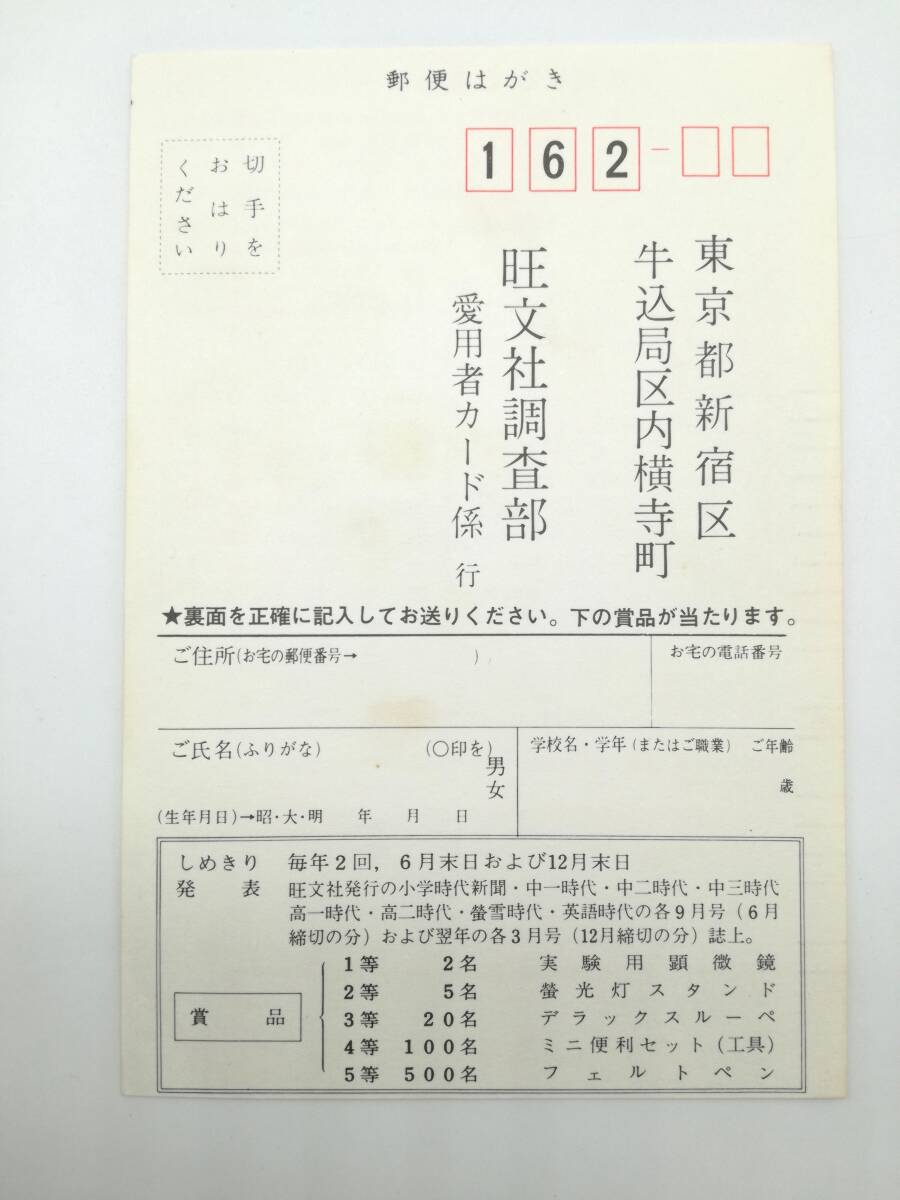 郵便はがき
162-
切手を
おはり
ください
東京都新宿区
牛込局区内横寺町
旺文社調査部
愛用者カード係 行
★裏面を正確に記入してお送りください。下の賞品が当たります。
ご住所(お宅の郵便番号→ )
お宅の電話番号
ご氏名(ふりがな) (〇印を)
男
女
(生年月日)→昭・大・明 年 月 日
学校名・学年(またはご職業) ご年齢
歳
しめきり 毎年2回,6月末日および12月末日
発表 旺文社発行の小学時代新聞・中一時代・中二時代・中三時代
高一時代・高二時代・螢雪時代・英語時代の各9月号(6月
締切の分)および翌年の各3月号(12月締切の分)誌上。
賞品
1等 2名 実験用顕微鏡
2等 5名 螢光灯スタンド
3等 20名 デラックスルーペ
4等 100名 ミニ便利セット(工具)
5等 500名 フェルトペン